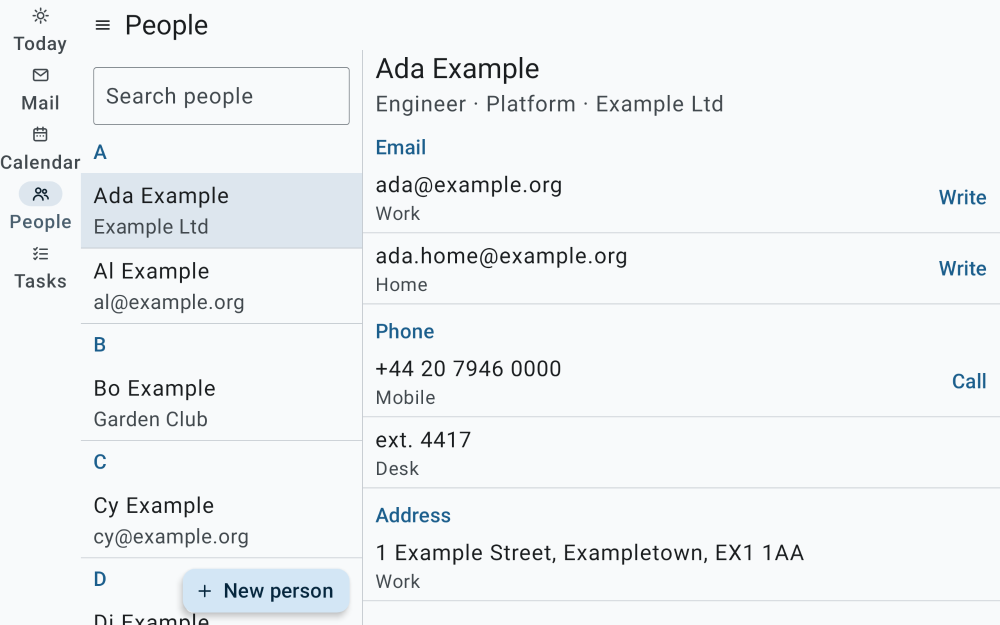 Today
Mail
Calendar
People
Tasks
People
Search people
A
Ada Example
Example Ltd
Al Example
al@example.org
B
Bo Example
Garden Club
C
Cy Example
cy@example.org
D
Di Example
+ New person
Ada Example
Engineer · Platform · Example Ltd
Email
ada@example.org
Work
Write
ada.home@example.org
Home
Write
Phone
+44 20 7946 0000
Mobile
Call
ext. 4417
Desk
Address
1 Example Street, Exampletown, EX1 1AA
Work